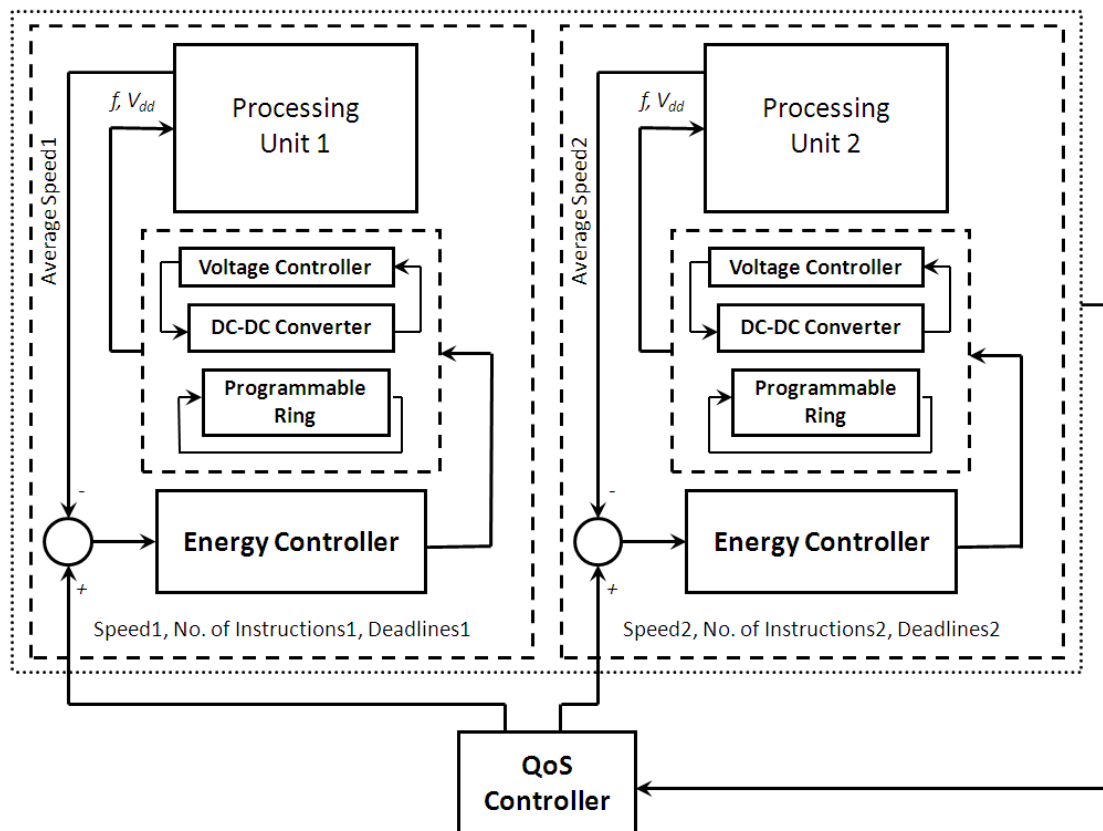 Processing
Unit 1
f, Vdd
Average Speed1
Voltage Controller
DC-DC Converter
Programmable
Ring
-
Energy Controller
+
Speed1, No. of Instructions1, Deadlines1
Processing
Unit 2
f, Vdd
Average Speed2
Voltage Controller
DC-DC Converter
Programmable
Ring
-
Energy Controller
+
Speed2, No. of Instructions2, Deadlines2
QoS
Controller